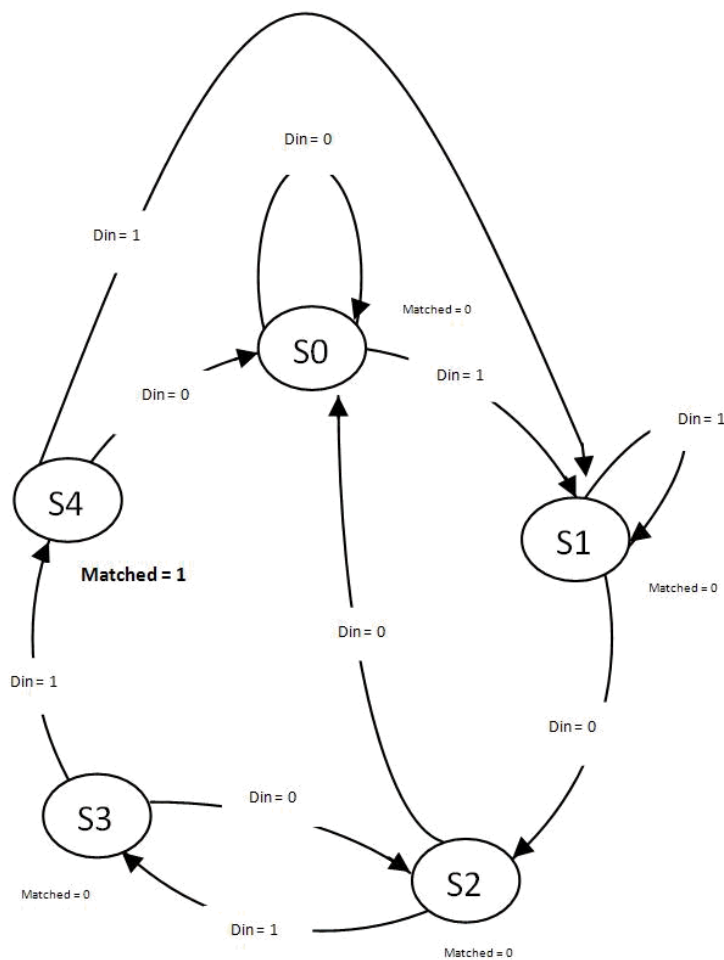 Din = 0
Din = 1
Matched = 0
S0
Din = 1
Din = 0
Din = 1
S4
S1
Matched = 1
Matched = 0
Din = 0
Din = 1
Din = 0
Din = 0
S3
S2
Matched = 0
Din = 1
Matched = 0